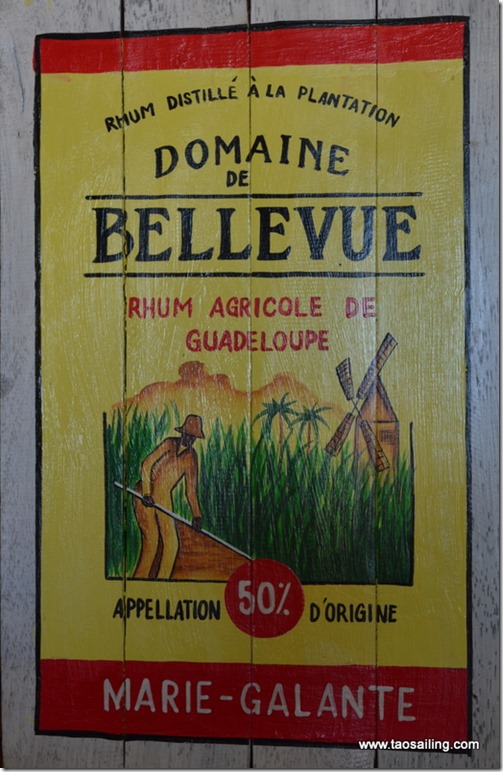 RHUM DISTILLÉ À LA PLANTATION
DOMAINE
DE
BELLEVUE
RHUM AGRICOLE DE
GUADELOUPE
APPELLATION 50% D'ORIGINE
MARIE-GALANTE
www.taosailing.com